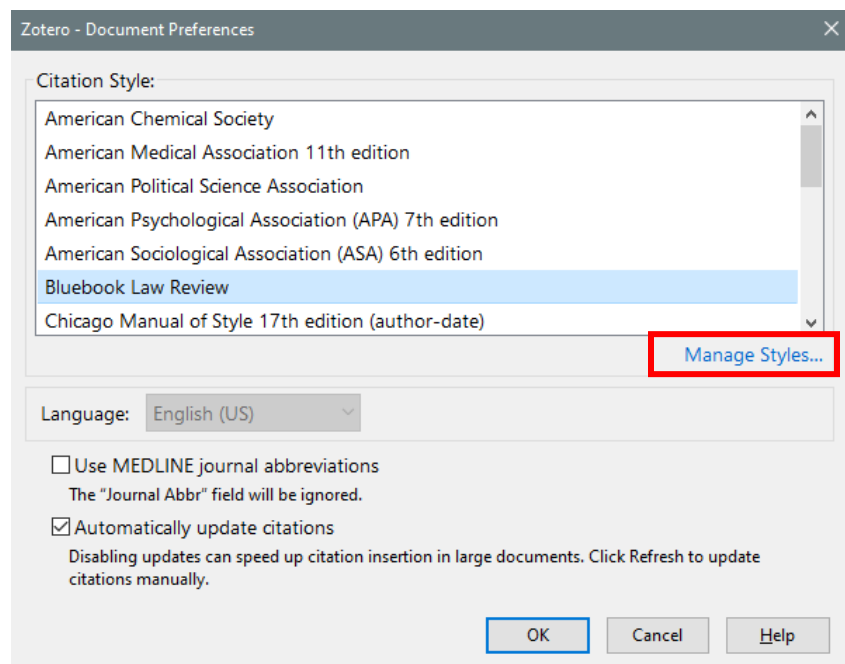 Zotero - Document Preferences
Citation Style:
American Chemical Society
American Medical Association 11th edition
American Political Science Association
American Psychological Association (APA) 7th edition
American Sociological Association (ASA) 6th edition
Bluebook Law Review
Chicago Manual of Style 17th edition (author-date)
Manage Styles...
Language: English (US)
Use MEDLINE journal abbreviations
The “Journal Abbr” field will be ignored.
Automatically update citations
Disabling updates can speed up citation insertion in large documents. Click Refresh to update
citations manually.
OK Cancel Help